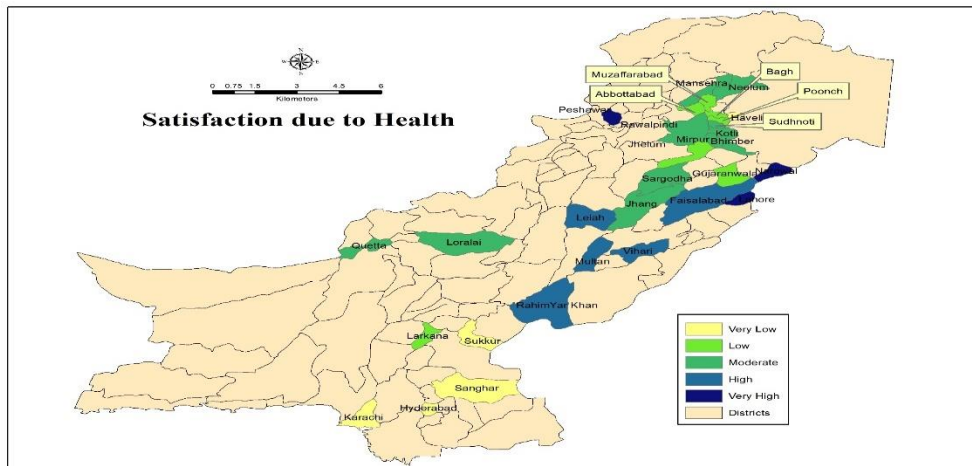 N
W
E
S
0 0.75 1.5 3 4.5 6
Kilometers
Satisfaction due to Health
Muzaffarabad
Mansehra
Neelum
Bagh
Abbottabad
Poonch
Peshawar
Haveli
Rawalpindi
Sudhnoti
Kotli
Mirpur
Bhimber
Jhelum
Sargodha
Gujaranwala
Narowal
Jhang
Faisalabad
Lahore
Leiah
Quetta
Loralai
Multan
Vihari
RahimYar Khan
Larkana
Sukkur
Sanghar
Hyderabad
Karachi
Very Low
Low
Moderate
High
Very High
Districts